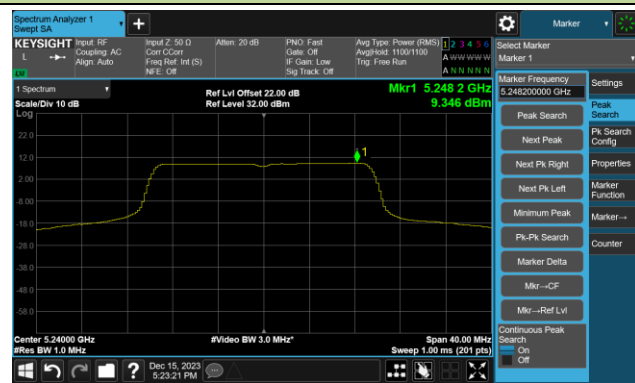 Spectrum Analyzer 1
Swept SA
+
Marker
KEYSIGHT
L
Input: RF
Coupling: AC
Align: Auto
Input Z: 50 Ω
Corr CCorr
Freq Ref: Int (S)
NFE: Off
Atten: 20 dB
PNO: Fast
Gate: Off
IF Gain: Low
Sig Track: Off
Avg Type: Power (RMS)
Avg|Hold: 1100/1100
Trig: Free Run
1 2 3 4 5 6
A W W W W W
A N N N N N
Select Marker
Marker 1
1 Spectrum
Scale/Div 10 dB
Log
Ref Lvl Offset 22.00 dB
Ref Level 32.00 dBm
Mkr1 5.248 2 GHz
9.346 dBm
22.0
12.0
2.00
-8.00
-18.0
-28.0
-38.0
-48.0
-58.0
1
Center 5.24000 GHz
#Res BW 1.0 MHz
#Video BW 3.0 MHz*
Span 40.00 MHz
Sweep 1.00 ms (201 pts)
Marker Frequency
5.248200000 GHz
Peak Search
Next Peak
Next Pk Right
Next Pk Left
Minimum Peak
Pk-Pk Search
Marker Delta
Mkr→CF
Mkr→Ref Lvl
Continuous Peak
Search
On
Off
Settings
Peak
Search
Pk Search
Config
Properties
Marker
Function
Marker→
Counter
?
Dec 15, 2023
5:23:21 PM